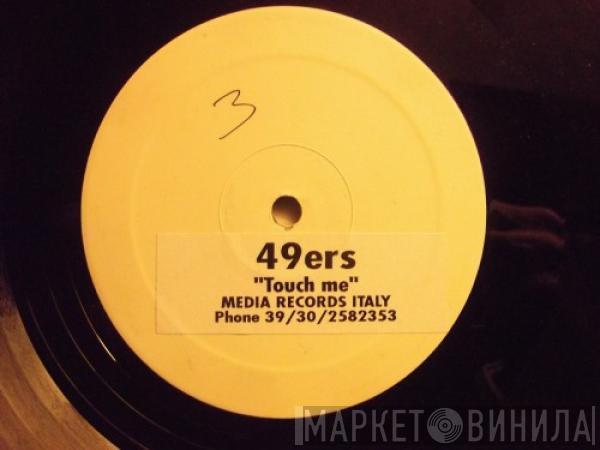 3
49ers
"Touch me"
MEDIA RECORDS ITALY
Phone 39/30/2582353
МАРКЕТ ВИНИЛА